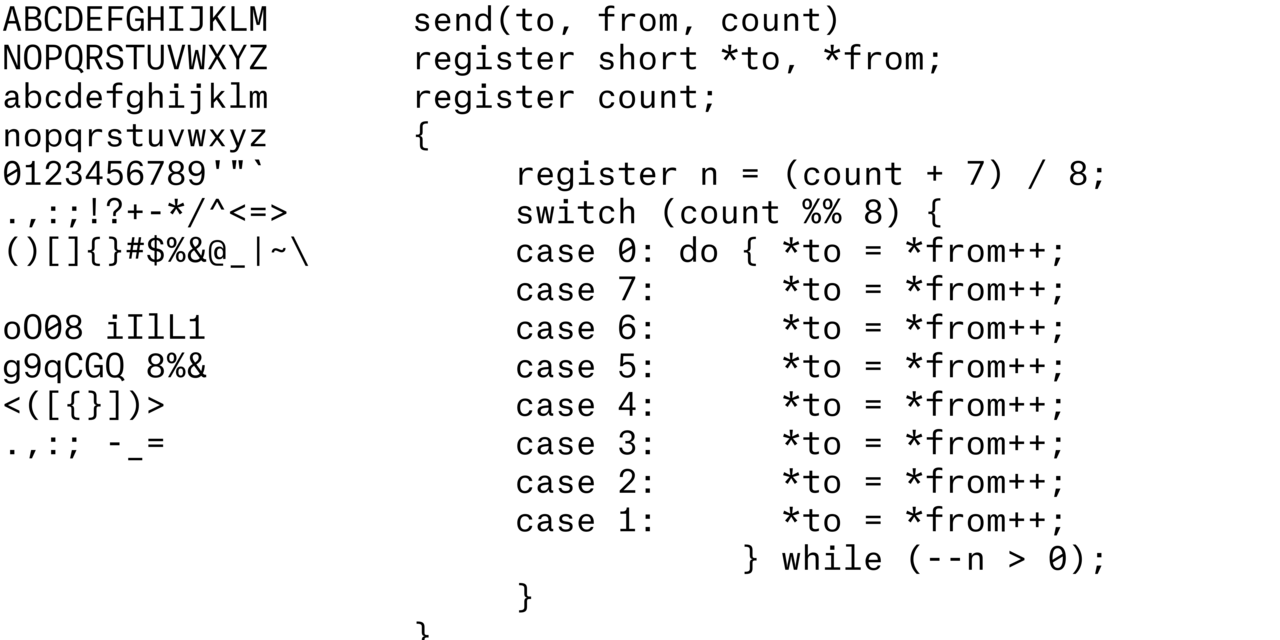 ABCDEFGHIJKLM
NOPQRSTUVWXYZ
abcdefghijklm
nopqrstuvwxyz
0123456789'"`
.,:;!?+-*/^<=>
()[]{}#$%&@_|~\
oO08 iIlL1
g9qCGQ 8%&
<([{}])>
.,:; -_=
send(to, from, count)
register short *to, *from;
register count;
{
     register n = (count + 7) / 8;
     switch (count %% 8) {
     case 0: do { *to = *from++;
     case 7:      *to = *from++;
     case 6:      *to = *from++;
     case 5:      *to = *from++;
     case 4:      *to = *from++;
     case 3:      *to = *from++;
     case 2:      *to = *from++;
     case 1:      *to = *from++;
                } while (--n > 0);
     }
}